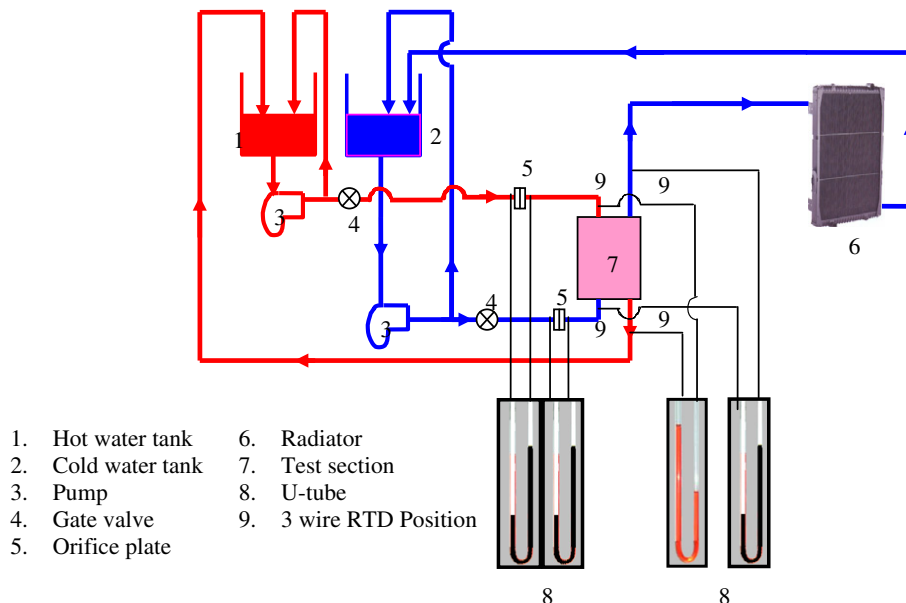 1
2
3
4
5
9
9
7
6
3
4
5
9
9
1. Hot water tank
2. Cold water tank
3. Pump
4. Gate valve
5. Orifice plate
6. Radiator
7. Test section
8. U-tube
9. 3 wire RTD Position
8
8